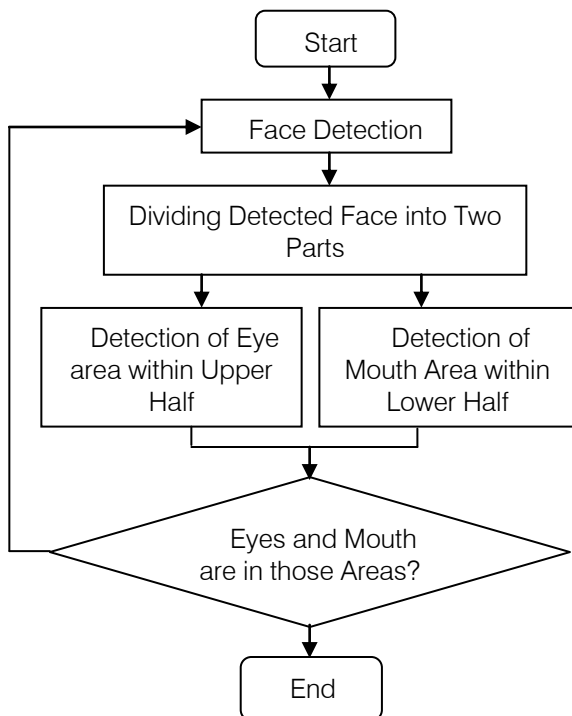 Start
Face Detection
Dividing Detected Face into Two
Parts
Detection of Eye
area within Upper
Half
Detection of
Mouth Area within
Lower Half
Eyes and Mouth
are in those Areas?
End